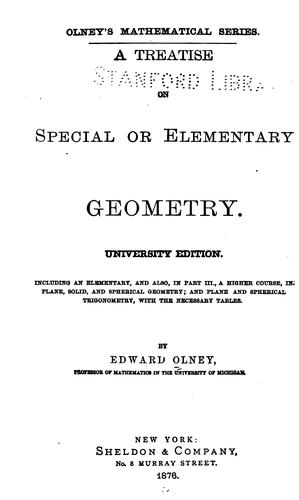 OLNEY'S MATHEMATICAL SERIES.
A TREATISE
STANFORD LIBRA
ON
SPECIAL OR ELEMENTARY
GEOMETRY.
UNIVERSITY EDITION.
INCLUDING AN ELEMENTARY, AND ALSO, IN PART III., A HIGHER COURSE, IN
PLANE, SOLID, AND SPHERICAL GEOMETRY; AND PLANE AND SPHERICAL
TRIGONOMETRY, WITH THE NECESSARY TABLES.
BY
EDWARD OLNEY,
PROFESSOR OF MATHEMATICS IN THE UNIVERSITY OF MICHIGAN.
NEW YORK:
SHELDON & COMPANY,
No. 8 MURRAY STREET.
1876.